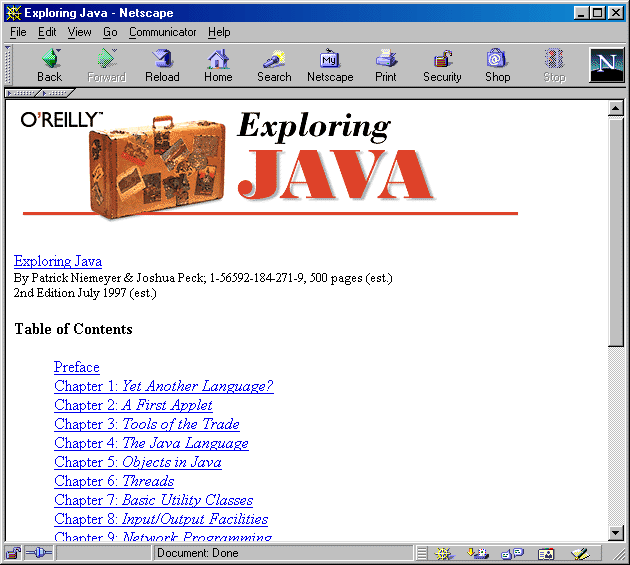 Exploring Java - Netscape
File Edit View Go Communicator Help
Back Forward Reload Home Search Netscape Print Security Shop Stop
My
N
O'REILLY™
Exploring
JAVA
Exploring Java
By Patrick Niemeyer & Joshua Peck; 1-56592-184-271-9, 500 pages (est.)
2nd Edition July 1997 (est.)
Table of Contents
Preface
Chapter 1: Yet Another Language?
Chapter 2: A First Applet
Chapter 3: Tools of the Trade
Chapter 4: The Java Language
Chapter 5: Objects in Java
Chapter 6: Threads
Chapter 7: Basic Utility Classes
Chapter 8: Input/Output Facilities
Chapter 9: Network Programming
Document: Done